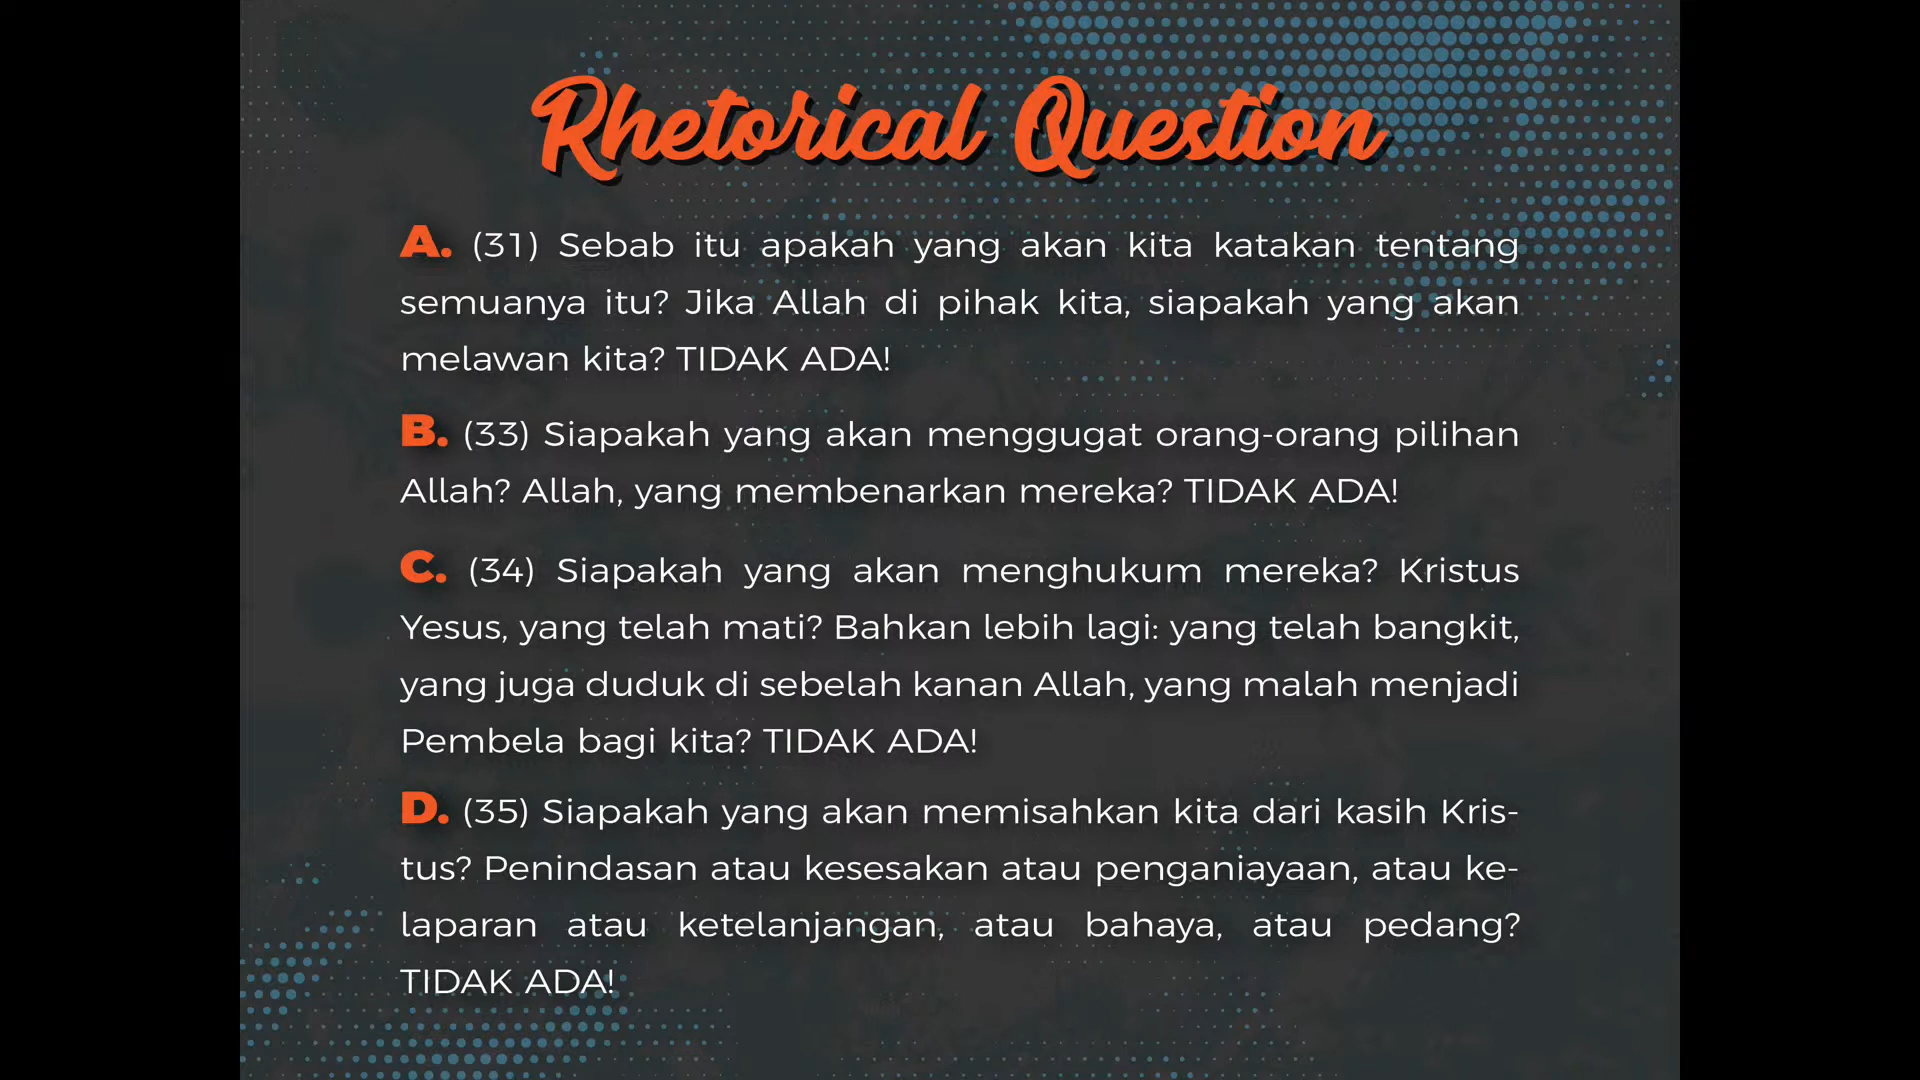 Rhetorical Question
A. (31) Sebab itu apakah yang akan kita katakan tentang
semuanya itu? Jika Allah di pihak kita, siapakah yang akan
melawan kita? TIDAK ADA!
B. (33) Siapakah yang akan menggugat orang-orang pilihan
Allah? Allah, yang membenarkan mereka? TIDAK ADA!
C. (34) Siapakah yang akan menghukum mereka? Kristus
Yesus, yang telah mati? Bahkan lebih lagi: yang telah bangkit,
yang juga duduk di sebelah kanan Allah, yang malah menjadi
Pembela bagi kita? TIDAK ADA!
D. (35) Siapakah yang akan memisahkan kita dari kasih Kris-
tus? Penindasan atau kesesakan atau penganiayaan, atau ke-
laparan atau ketelanjangan, atau bahaya, atau pedang?
TIDAK ADA!